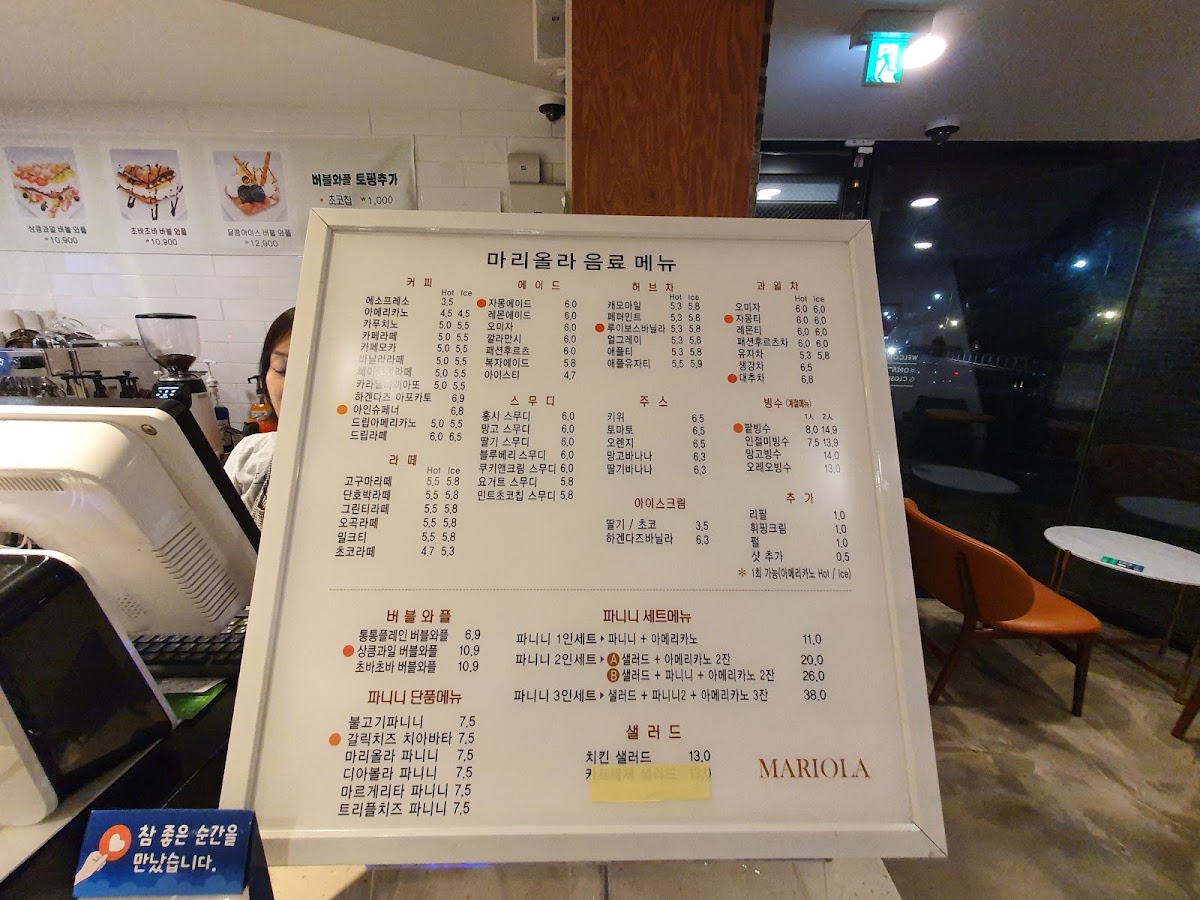 버블와플 토핑추가
• 초코칩 ₩1,000
상큼과일 버블 와플
₩10,900
초바초바 버블 와플
₩10,900
달콤아이스 버블 와플
₩12,900
마리올라 음료 메뉴
커 피
Hot Ice
에소프레소 3,5
아메리카노 4,5 4,5
카푸치노 5,0 5,5
카페라떼 5,0 5,5
카페모카 5,0 5,5
바닐라라떼 5,0 5,5
5,0 5,5
5,0 5,5
하겐다즈 아포카토 6,9
아인슈페너 6,8
드립아메리카노 5,0 5,5
드립라떼 6,0 6,5
라 떼
Hot Ice
고구마라떼 5,5 5,8
단호박라떼 5,5 5,8
그린티라떼 5,5 5,8
오곡라떼 5,5 5,8
밀크티 5,5 5,8
초코라떼 4,7 5,3
에 이 드
자몽에이드 6,0
레몬에이드 6,0
오미자 6,0
깔라만시 6,0
패션후르츠 6,0
복자에이드 5,8
아이스티 4,7
스 무 디
홍시 스무디 6,0
망고 스무디 6,0
딸기 스무디 6,0
블루베리 스무디 6,0
쿠키앤크림 스무디 6,0
요거트 스무디 5,8
민트초코칩 스무디 5,8
허 브 차
Hot Ice
캐모마일 5,3 5,8
페퍼민트 5,3 5,8
루이보스바닐라 5,3 5,8
얼그레이 5,3 5,8
애플티 5,3 5,8
애플유자티 5,5 5,9
주 스
키위 6,5
토마토 6,5
오렌지 6,5
망고바나나 6,3
딸기바나나 6,3
아이스크림
딸기 / 초코 3,5
하겐다즈바닐라 6,3
과 일 차
Hot Ice
오미자 6,0 6,0
자몽티 6,0 6,0
레몬티 6,0 6,0
패션후르츠차 6,0 6,0
유자차 5,3 5,8
생강차 6,5
대추차 6,8
빙수 (계절메뉴)
1人 2人
팥빙수 8,0 14,9
인절미빙수 7,5 13,9
망고빙수 14,0
오레오빙수 13,0
추 가
리필 1,0
휘핑크림 1,0
펄 1,0
샷 추가 0,5
* 1회 가능(아메리카노 Hot / Ice)
버 블 와 플
통통플레인 버블와플 6,9
상큼과일 버블와플 10,9
초바초바 버블와플 10,9
파니니 단품메뉴
불고기파니니 7,5
갈릭치즈 치아바타 7,5
마리올라 파니니 7,5
디아볼라 파니니 7,5
마르게리타 파니니 7,5
트리플치즈 파니니 7,5
파니니 세트메뉴
파니니 1인세트 ▸ 파니니 + 아메리카노 11,0
파니니 2인세트 ▸ A 샐러드 + 아메리카노 2잔 20,0
B 샐러드 + 파니니 + 아메리카노 2잔 26,0
파니니 3인세트 ▸ 샐러드 + 파니니2 + 아메리카노 3잔 38,0
샐 러 드
치킨 샐러드 13,0
MARIOLA
참 좋은 순간을
만났습니다.